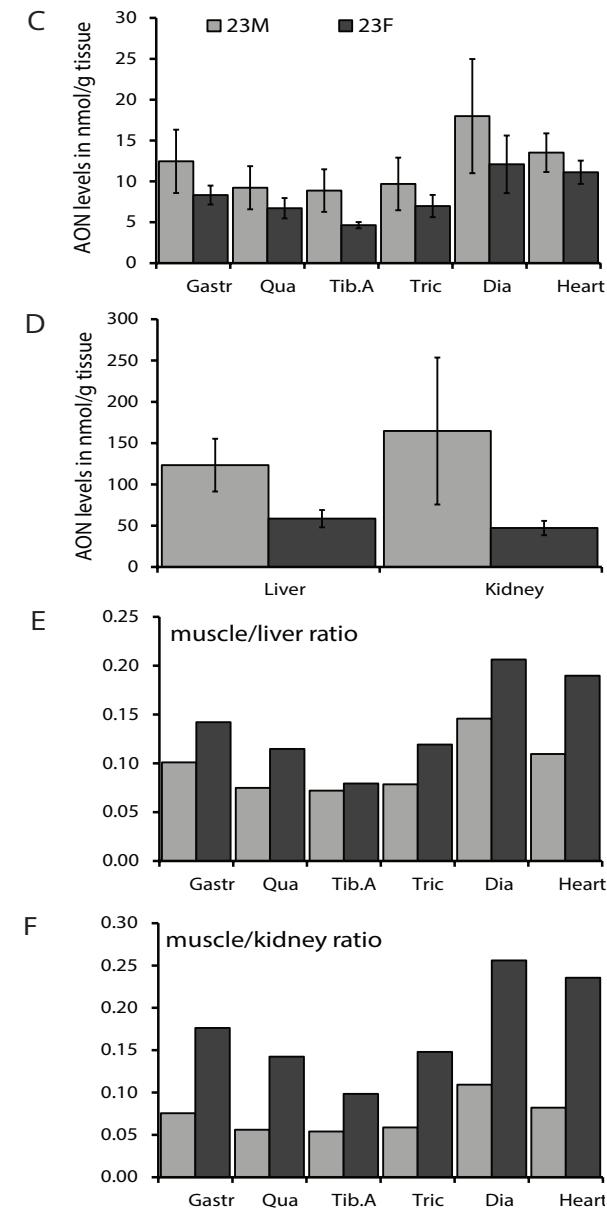 C
23M 23F
AON levels in nmol/g tissue
30
25
20
15
10
5
0
Gastr Qua Tib.A Tric Dia Heart
D
AON levels in nmol/g tissue
300
250
200
150
100
50
0
Liver Kidney
E
muscle/liver ratio
0.25
0.20
0.15
0.10
0.05
0.00
Gastr Qua Tib.A Tric Dia Heart
F
muscle/kidney ratio
0.30
0.25
0.20
0.15
0.10
0.05
0.00
Gastr Qua Tib.A Tric Dia Heart